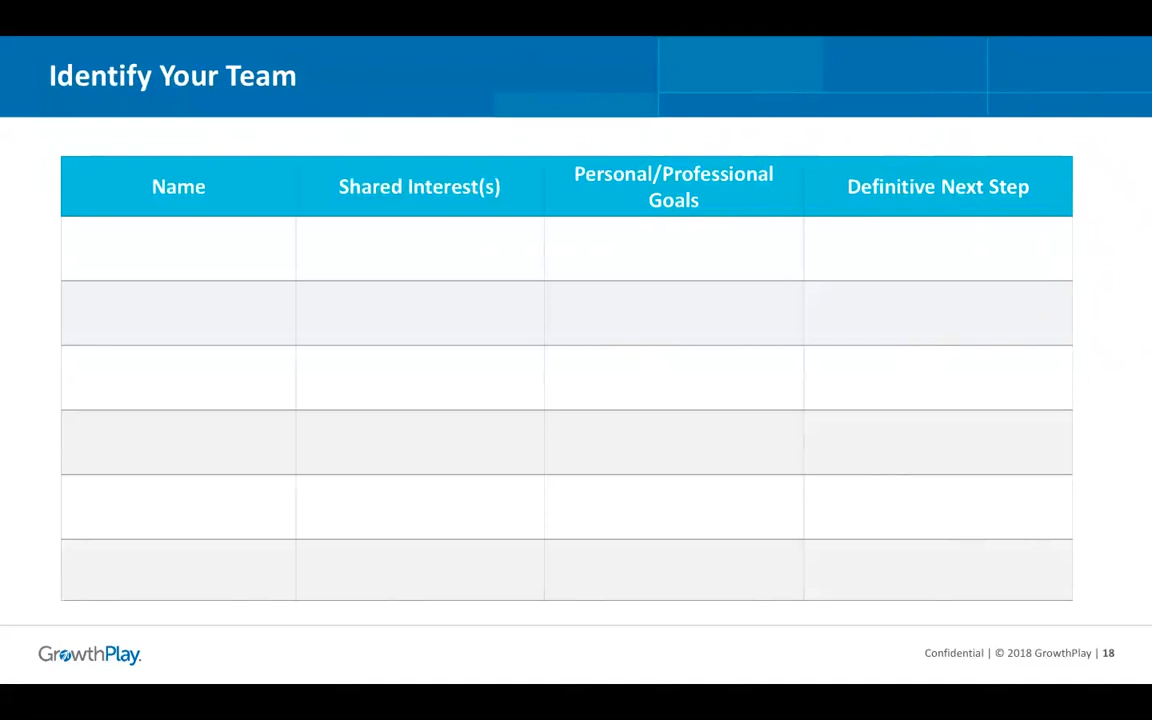 Identify Your Team
Name
Shared Interest(s)
Personal/Professional
Goals
Definitive Next Step
GrowthPlay.
Confidential | © 2018 GrowthPlay | 18